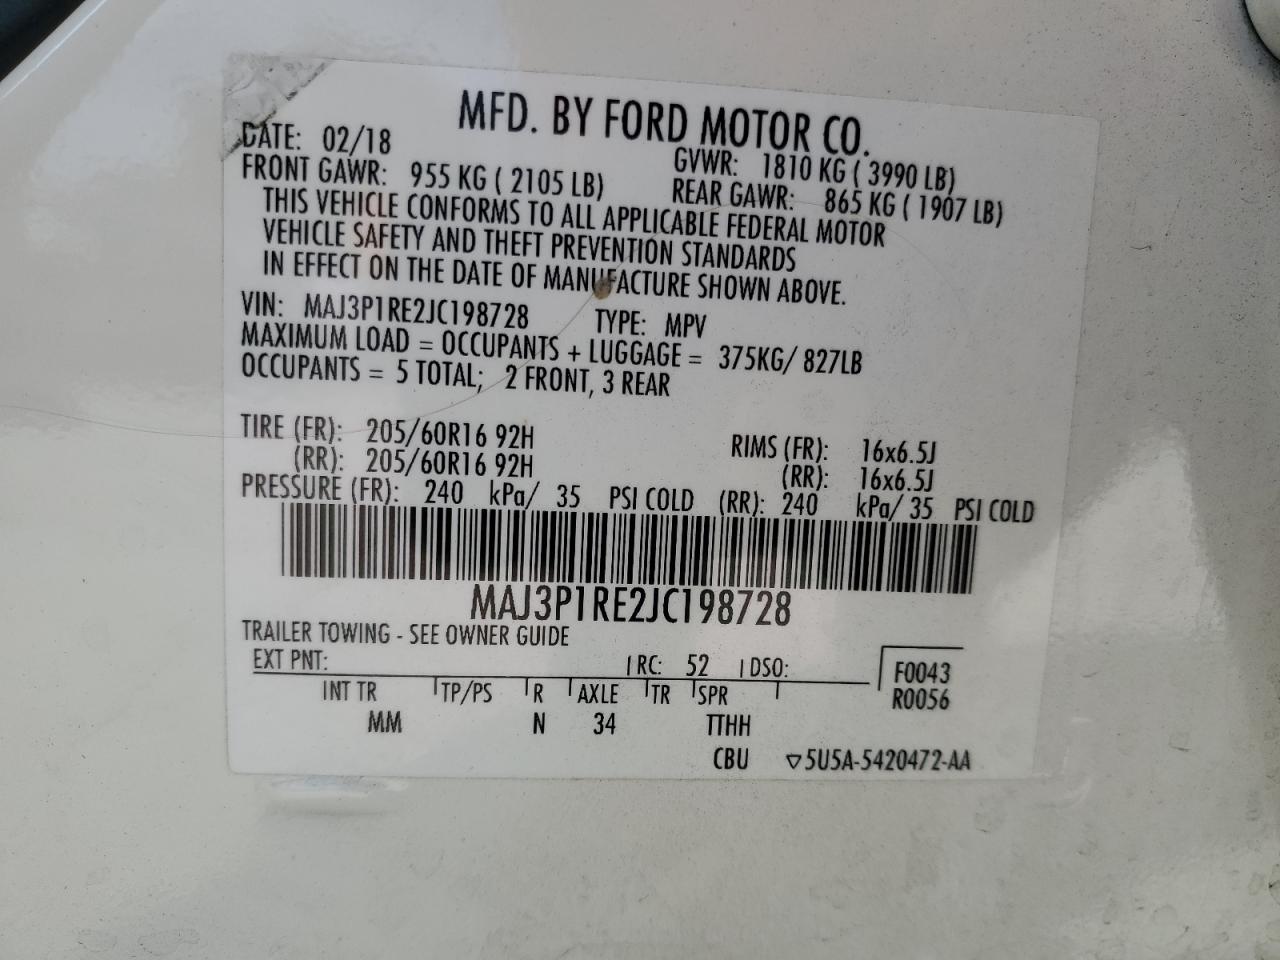 MFD. BY FORD MOTOR CO.
DATE: 02/18 GVWR: 1810 KG ( 3990 LB)
FRONT GAWR: 955 KG ( 2105 LB) REAR GAWR: 865 KG ( 1907 LB)
THIS VEHICLE CONFORMS TO ALL APPLICABLE FEDERAL MOTOR
VEHICLE SAFETY AND THEFT PREVENTION STANDARDS
IN EFFECT ON THE DATE OF MANUFACTURE SHOWN ABOVE.
VIN: MAJ3P1RE2JC198728 TYPE: MPV
MAXIMUM LOAD = OCCUPANTS + LUGGAGE = 375KG/ 827LB
OCCUPANTS = 5 TOTAL; 2 FRONT, 3 REAR
TIRE (FR): 205/60R16 92H RIMS (FR): 16x6.5J
(RR): 205/60R16 92H (RR): 16x6.5J
PRESSURE (FR): 240 kPa/ 35 PSI COLD (RR): 240 kPa/ 35 PSI COLD
MAJ3P1RE2JC198728
TRAILER TOWING - SEE OWNER GUIDE
EXT PNT: RC: 52 DSO: F0043
INT TR TP/PS R AXLE TR SPR R0056
MM N 34 TTHH
CBU ▽5U5A-5420472-AA